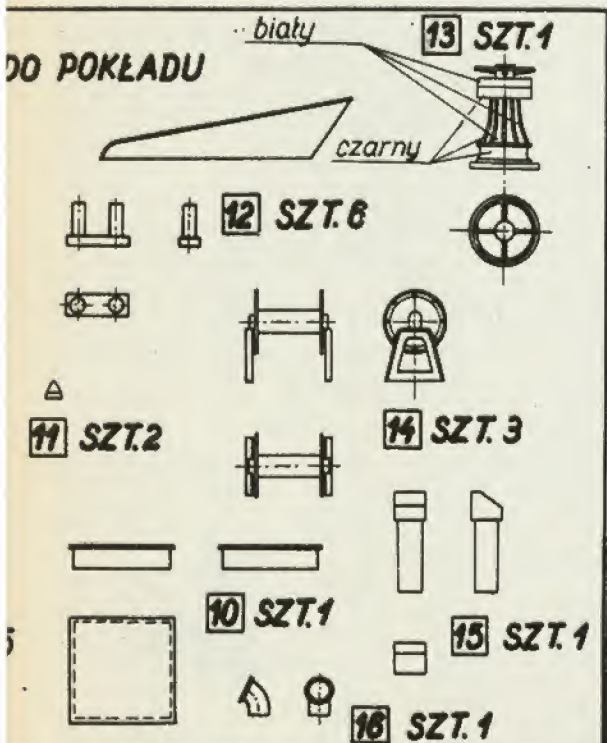 biały
13 SZT. 1
DO POKŁADU
czarny
12 SZT. 6
11 SZT. 2
14 SZT. 3
10 SZT. 1
15 SZT. 1
16 SZT. 1